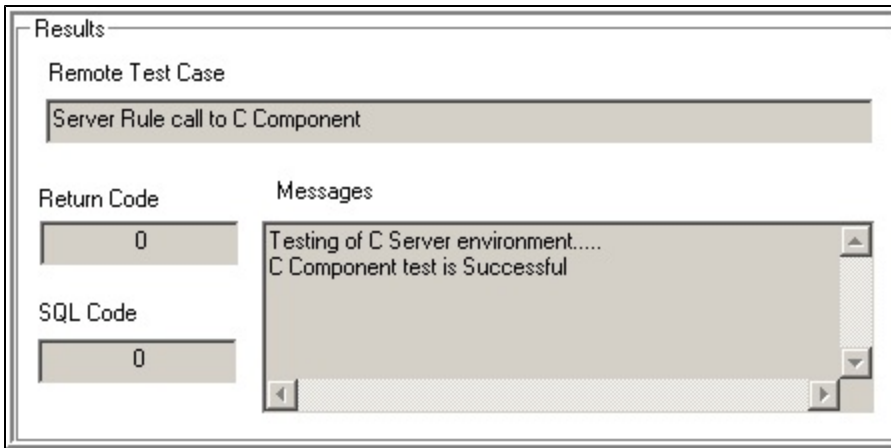 Results
Remote Test Case
Server Rule call to C Component
Return Code
0
Messages
Testing of C Server environment.....
C Component test is Successful
SQL Code
0